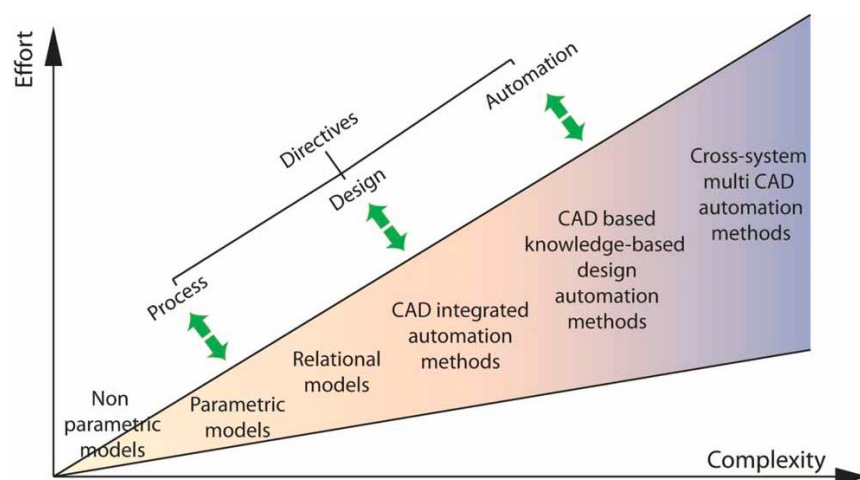 Effort
Automation
Directives
Design
Process
Cross-system
multi CAD
automation
methods
CAD based
knowledge-based
design
automation
methods
CAD integrated
automation
methods
Relational
models
Parametric
models
Non
parametric
models
Complexity